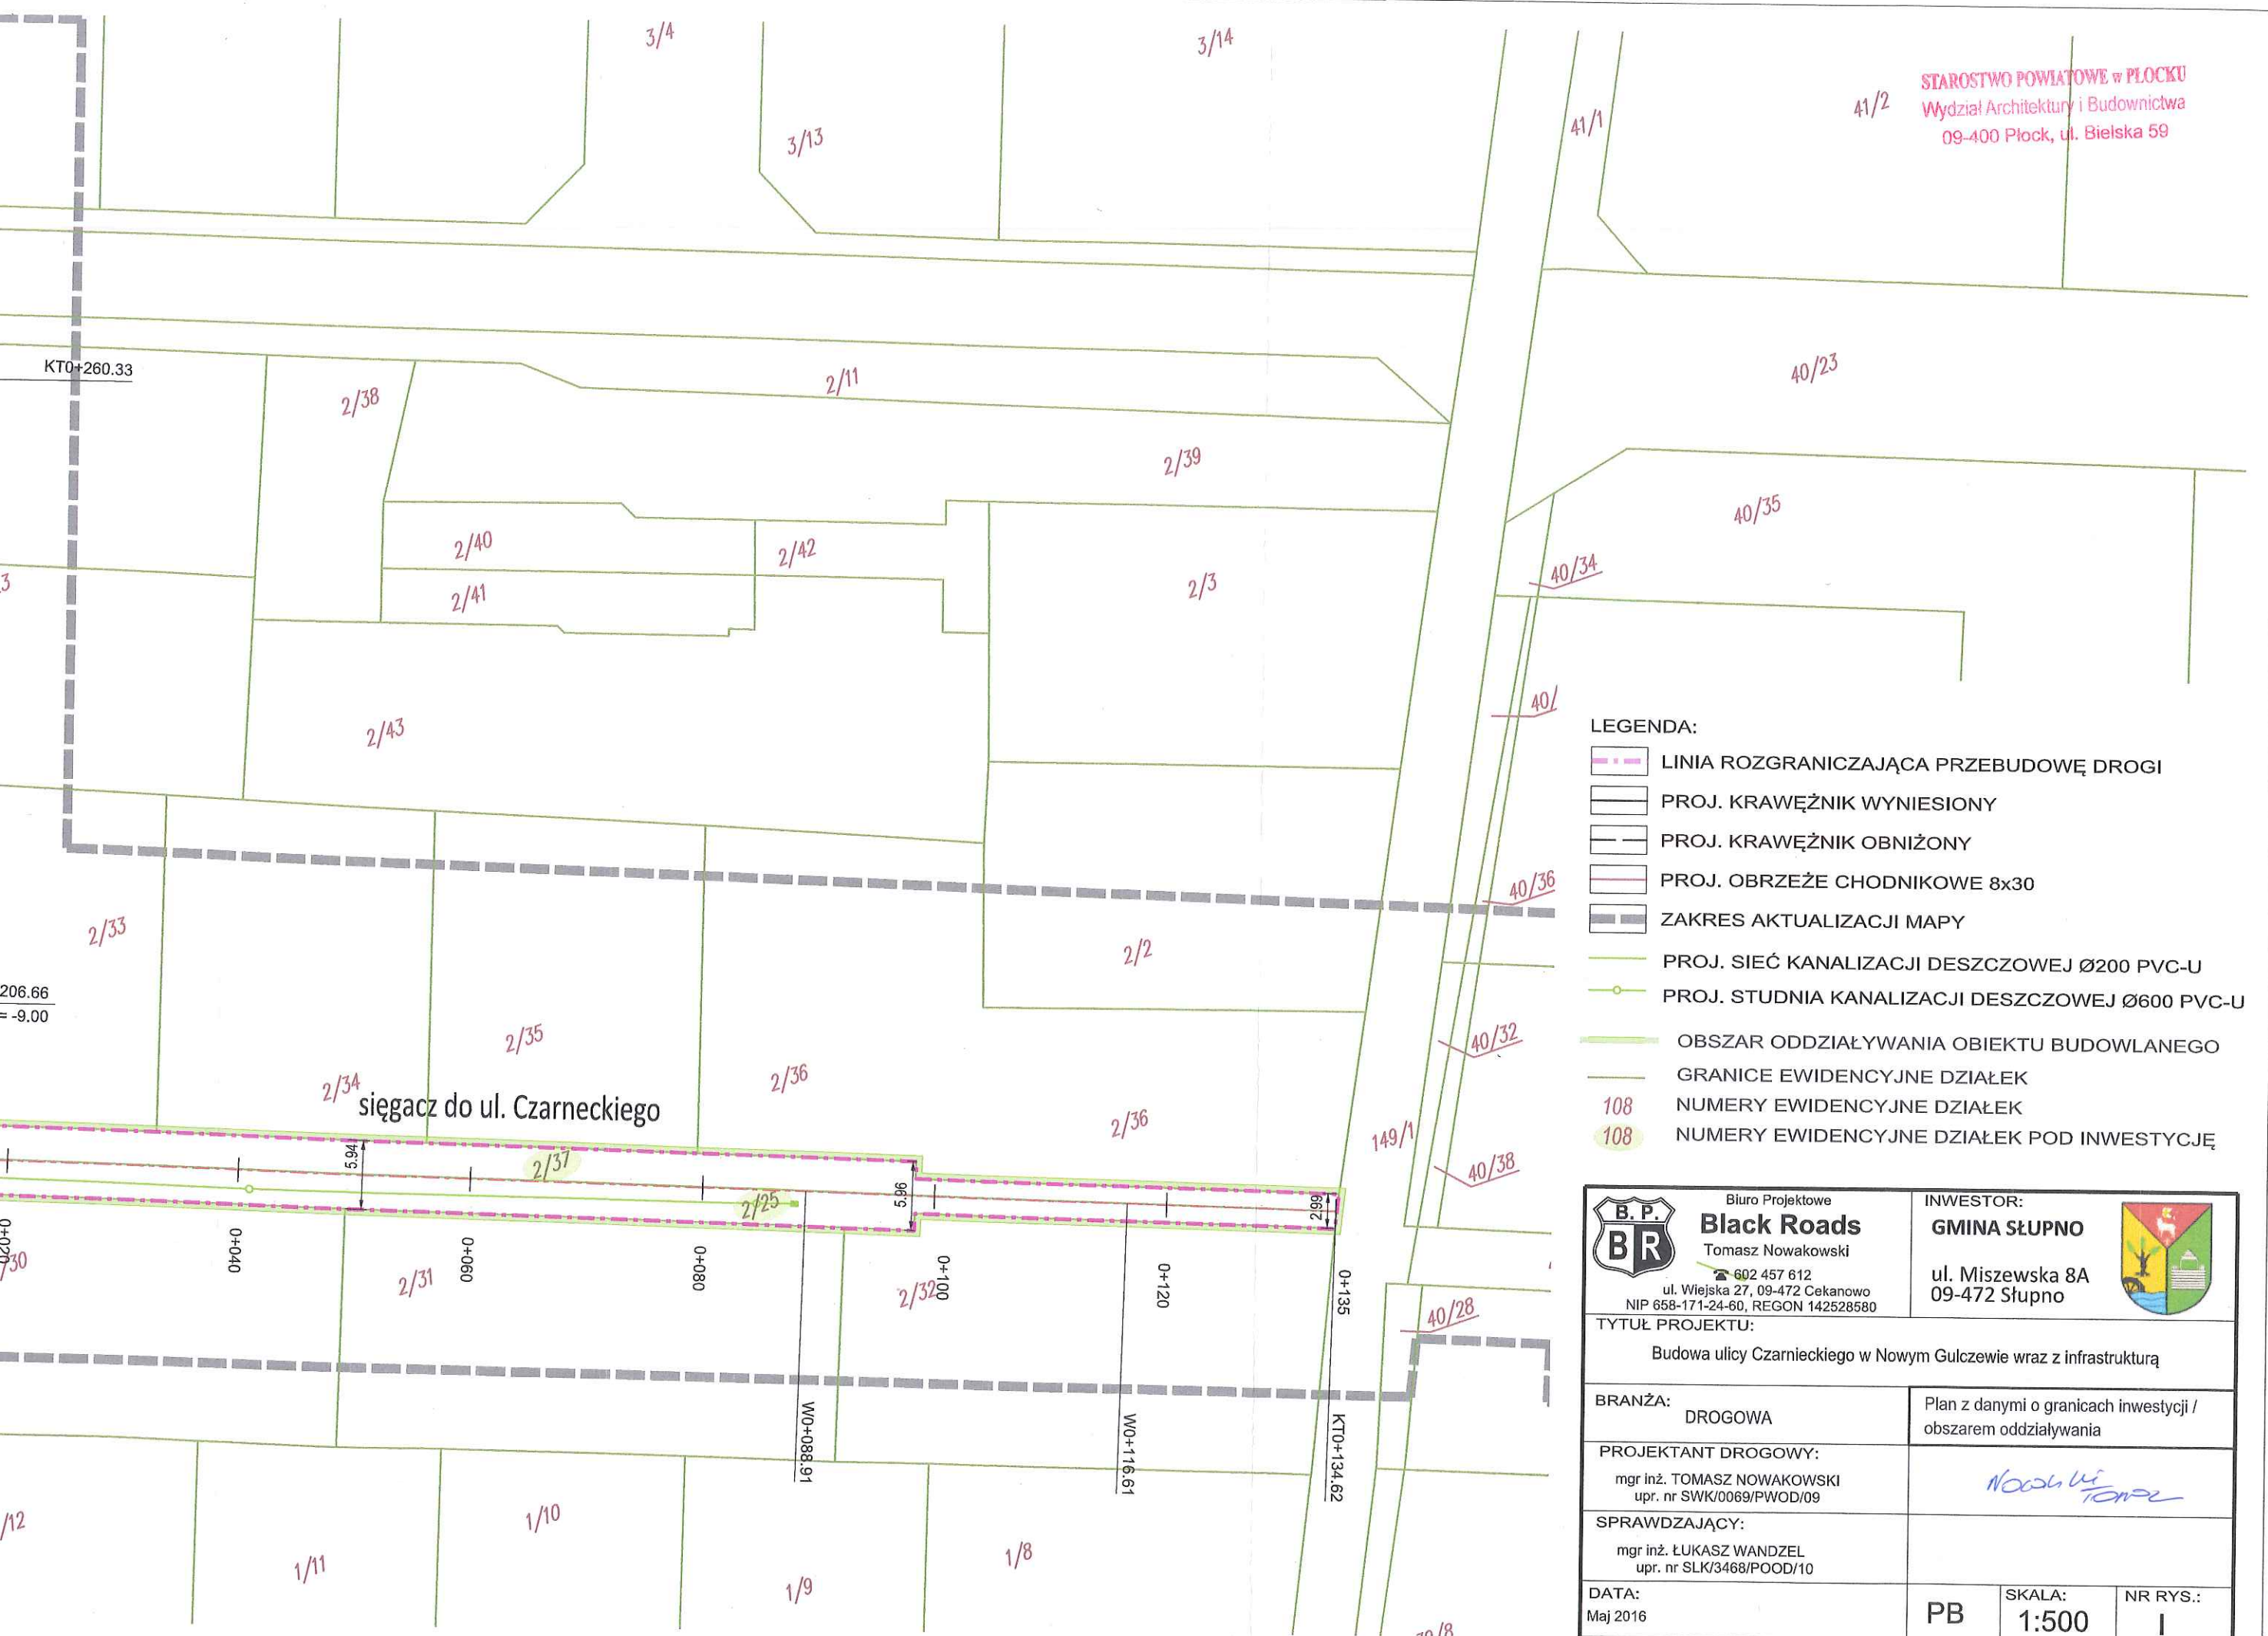 3/4
3/14
3/13
41/1
41/2
STAROSTWO POWIATOWE w PŁOCKU
Wydział Architektury i Budownictwa
09-400 Płock, ul. Bielska 59
KT0+260.33
2/38
2/11
2/39
40/23
40/35
2/40
2/42
2/41
2/3
40/34
3
2/43
40/
40/36
2/33
2/2
206.66
= -9.00
2/35
2/34
2/36
2/36
40/32
149/1
40/38
sięgacz do ul. Czarneckiego
5.94
2/37
2/25
5.96
2.69
0+020
/30
0+040
2/31
0+060
0+080
2/32
0+100
0+120
0+135
40/28
W0+088.91
W0+116.61
KT0+134.62
/12
1/11
1/10
1/9
1/8
LEGENDA:
LINIA ROZGRANICZAJĄCA PRZEBUDOWĘ DROGI
PROJ. KRAWĘŻNIK WYNIESIONY
PROJ. KRAWĘŻNIK OBNIŻONY
PROJ. OBRZEŻE CHODNIKOWE 8x30
ZAKRES AKTUALIZACJI MAPY
PROJ. SIEĆ KANALIZACJI DESZCZOWEJ Ø200 PVC-U
PROJ. STUDNIA KANALIZACJI DESZCZOWEJ Ø600 PVC-U
OBSZAR ODDZIAŁYWANIA OBIEKTU BUDOWLANEGO
GRANICE EWIDENCYJNE DZIAŁEK
108 NUMERY EWIDENCYJNE DZIAŁEK
108 NUMERY EWIDENCYJNE DZIAŁEK POD INWESTYCJĘ
B. P.
B R
Biuro Projektowe
Black Roads
Tomasz Nowakowski
☎ 602 457 612
ul. Wiejska 27, 09-472 Cekanowo
NIP 658-171-24-60, REGON 142528580
INWESTOR:
GMINA SŁUPNO
ul. Miszewska 8A
09-472 Słupno
TYTUŁ PROJEKTU:
Budowa ulicy Czarnieckiego w Nowym Gulczewie wraz z infrastrukturą
BRANŻA:
DROGOWA
Plan z danymi o granicach inwestycji /
obszarem oddzialywania
PROJEKTANT DROGOWY:
mgr inż. TOMASZ NOWAKOWSKI
upr. nr SWK/0069/PWOD/09
SPRAWDZAJĄCY:
mgr inż. ŁUKASZ WANDZEL
upr. nr SLK/3468/POOD/10
DATA:
Maj 2016
PB
SKALA:
1:500
NR RYS.:
I